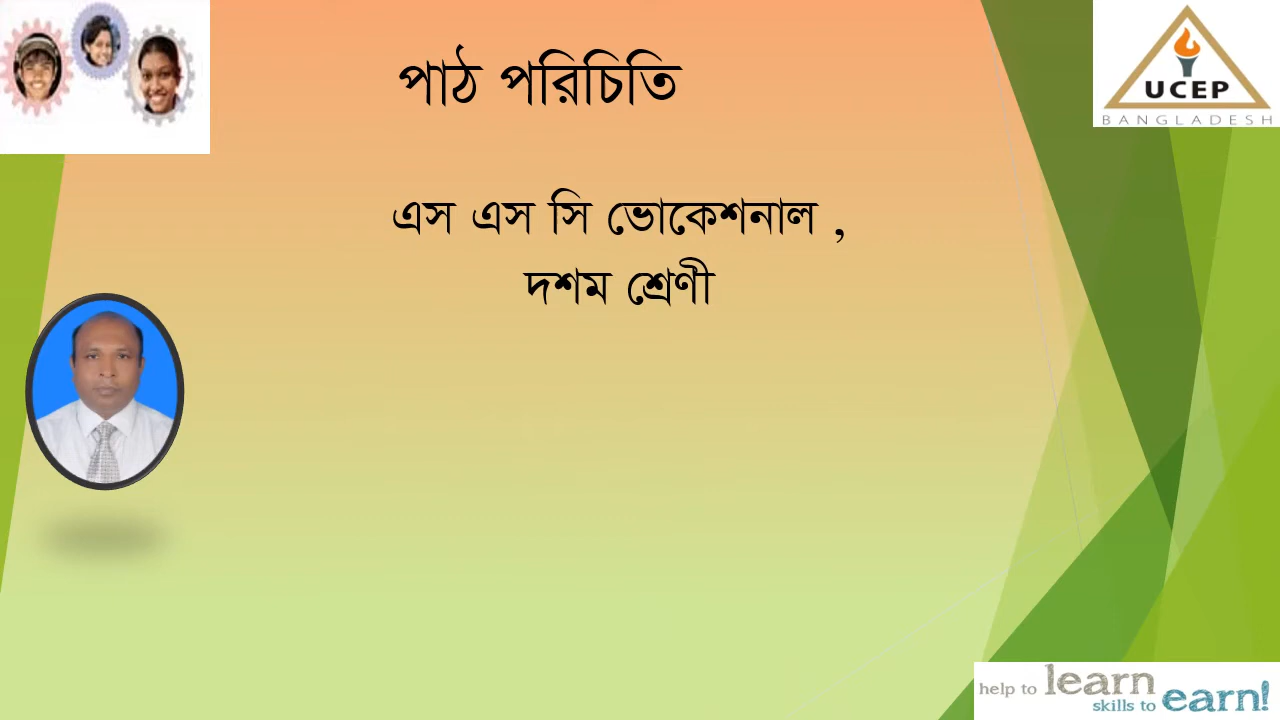 পাঠ পরিচিতি
UCEP
BANGLADESH
এস এস সি ভোকেশনাল ,
দশম শ্রেণী
help to learn
skills to earn!